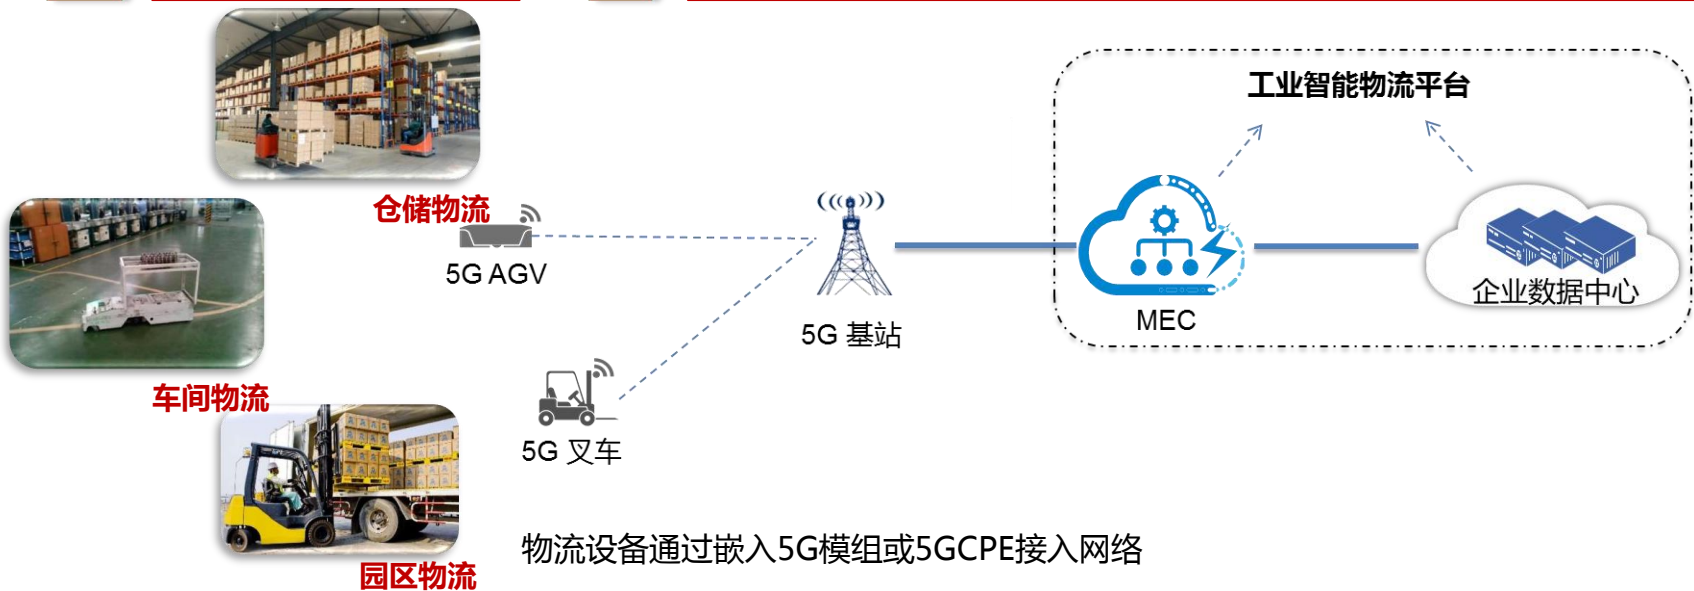 工业智能物流平台
仓储物流
5G AGV
企业数据中心
MEC
5G 基站
车间物流
5G 叉车
物流设备通过嵌入5G模组或5GCPE接入网络
园区物流